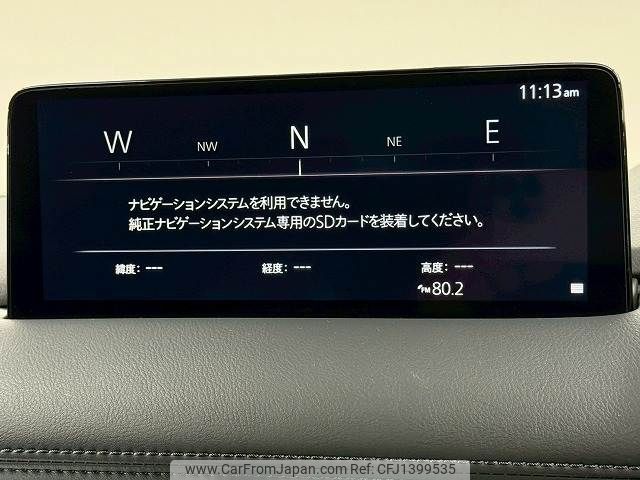 11:13am
W NW N NE E
ナビゲーションシステムを利用できません。
純正ナビゲーションシステム専用のSDカードを装着してください。
緯度: --- 経度: --- 高度: ---
FM 80.2
www.CarFromJapan.com - CFJ1399535